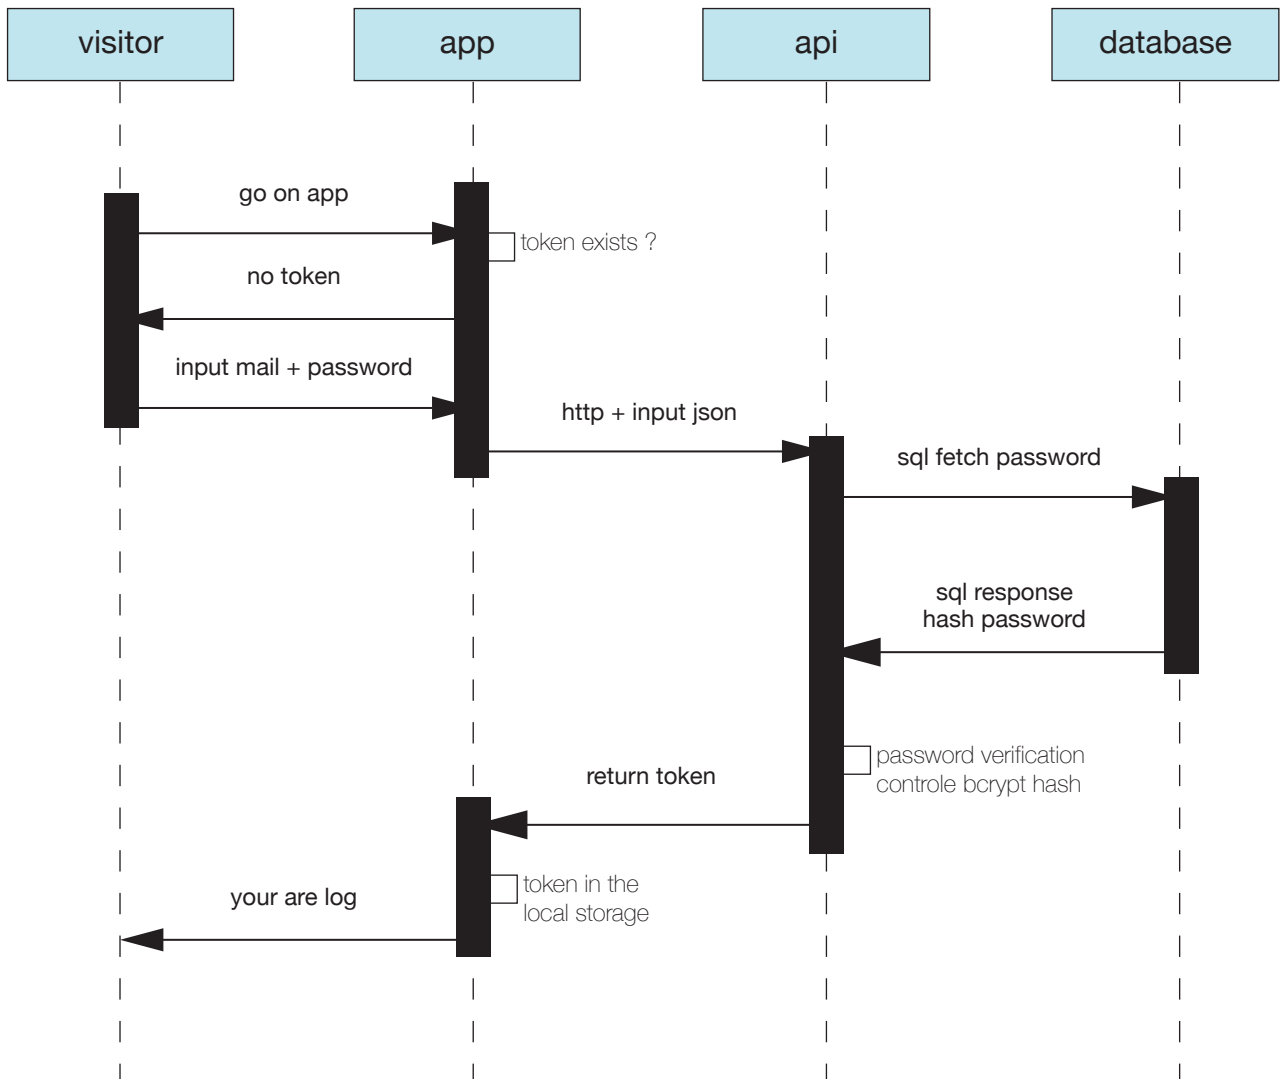 visitor
app
api
database
go on app
token exists ?
no token
input mail + password
http + input json
sql fetch password
sql response
hash password
password verification
controle bcrypt hash
return token
token in the
local storage
your are log